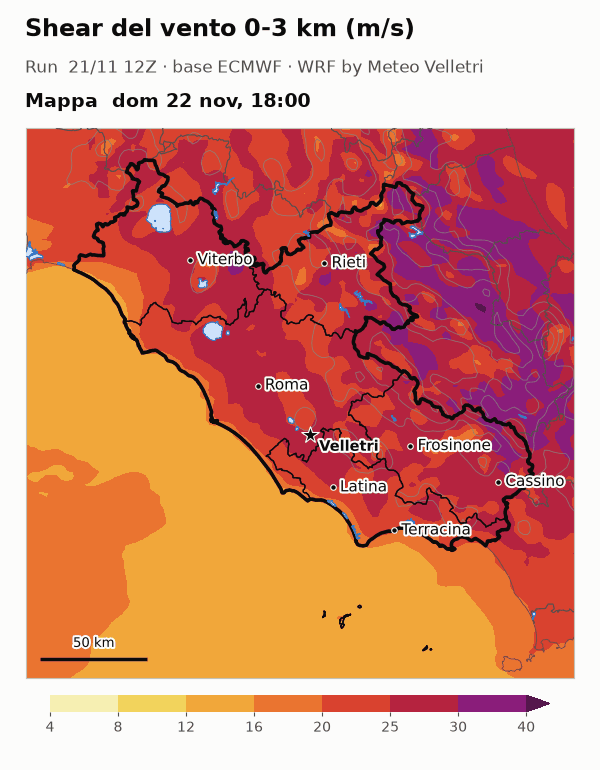 Shear del vento 0-3 km (m/s)
Run 21/11 12Z · base ECMWF · WRF by Meteo Velletri
Mappa dom 22 nov, 18:00
Viterbo
Rieti
Roma
Velletri
Frosinone
Cassino
Latina
Terracina
50 km
4 8 12 16 20 25 30 40